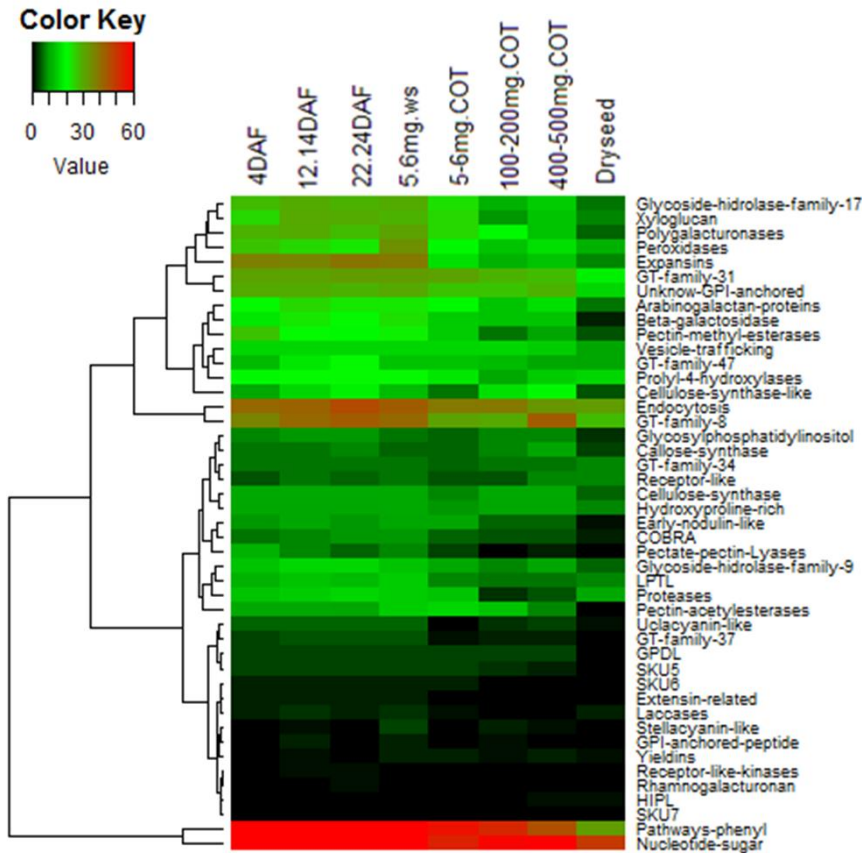 Color Key
0 30 60
Value
4DAF
12.14DAF
22.24DAF
5.6mg.ws
5-6mg.COT
100-200mg.COT
400-500mg.COT
Dryseed
Glycoside-hidrolase-family-17
Xyloglucan
Polygalacturonases
Peroxidases
Expansins
GT-family-31
Unknow-GPI-anchored
Arabinogalactan-proteins
Beta-galactosidase
Pectin-methyl-esterases
Vesicle-trafficking
GT-family-47
Prolyl-4-hydroxylases
Cellulose-synthase-like
Endocytosis
GT-family-8
Glycosylphosphatidylinositol
Callose-synthase
GT-family-34
Receptor-like
Cellulose-synthase
Hydroxyproline-rich
Early-nodulin-like
COBRA
Pectate-pectin-Lyases
Glycoside-hidrolase-family-9
LPTL
Proteases
Pectin-acetylesterases
Uclacyanin-like
GT-family-37
GPDL
SKU5
SKU6
Extensin-related
Laccases
Stellacyanin-like
GPI-anchored-peptide
Yieldins
Receptor-like-kinases
Rhamnogalacturonan
HIPL
SKU7
Pathways-phenyl
Nucleotide-sugar